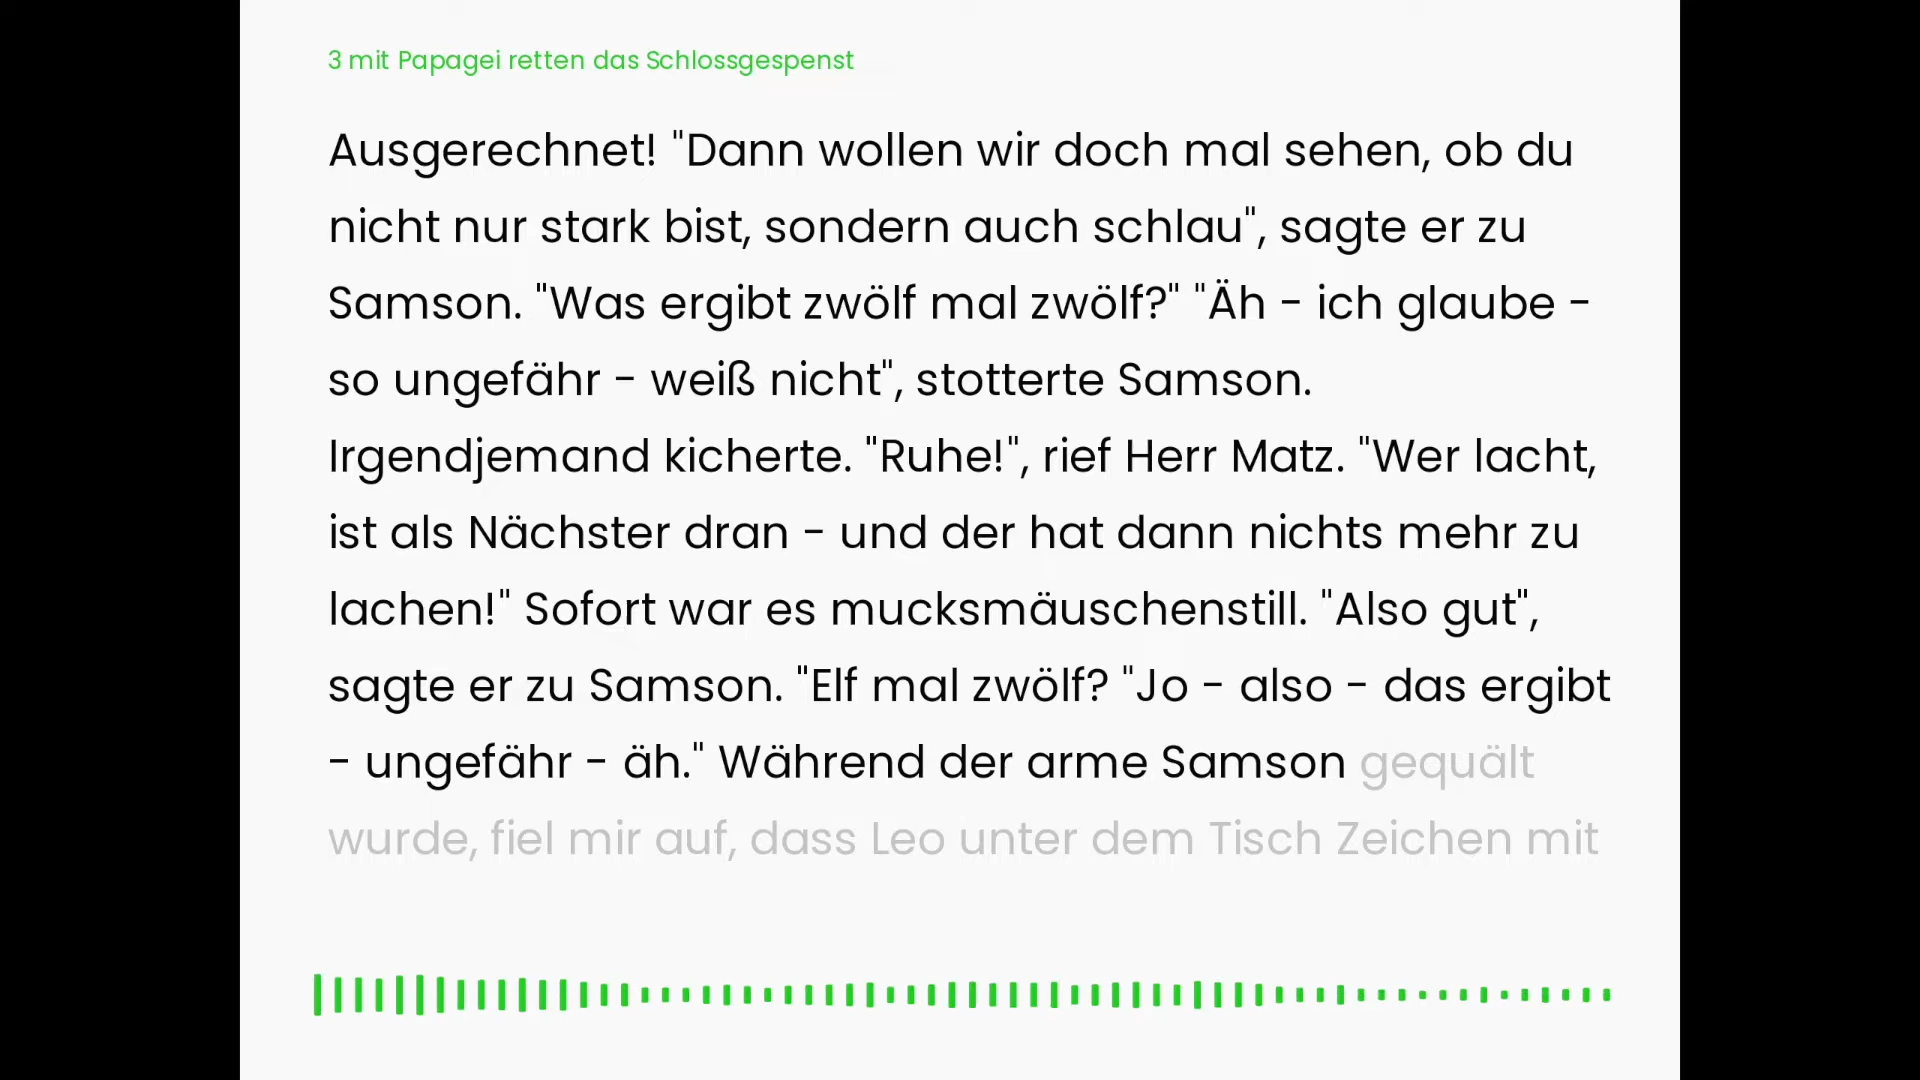 3 mit Papagei retten das Schlossgespenst
Ausgerechnet! "Dann wollen wir doch mal sehen, ob du
nicht nur stark bist, sondern auch schlau", sagte er zu
Samson. "Was ergibt zwölf mal zwölf?" "Äh - ich glaube -
so ungefähr - weiß nicht", stotterte Samson.
Irgendjemand kicherte. "Ruhe!", rief Herr Matz. "Wer lacht,
ist als Nächster dran - und der hat dann nichts mehr zu
lachen!" Sofort war es mucksmäuschenstill. "Also gut",
sagte er zu Samson. "Elf mal zwölf? "Jo - also - das ergibt
- ungefähr - äh." Während der arme Samson gequält
wurde, fiel mir auf, dass Leo unter dem Tisch Zeichen mit